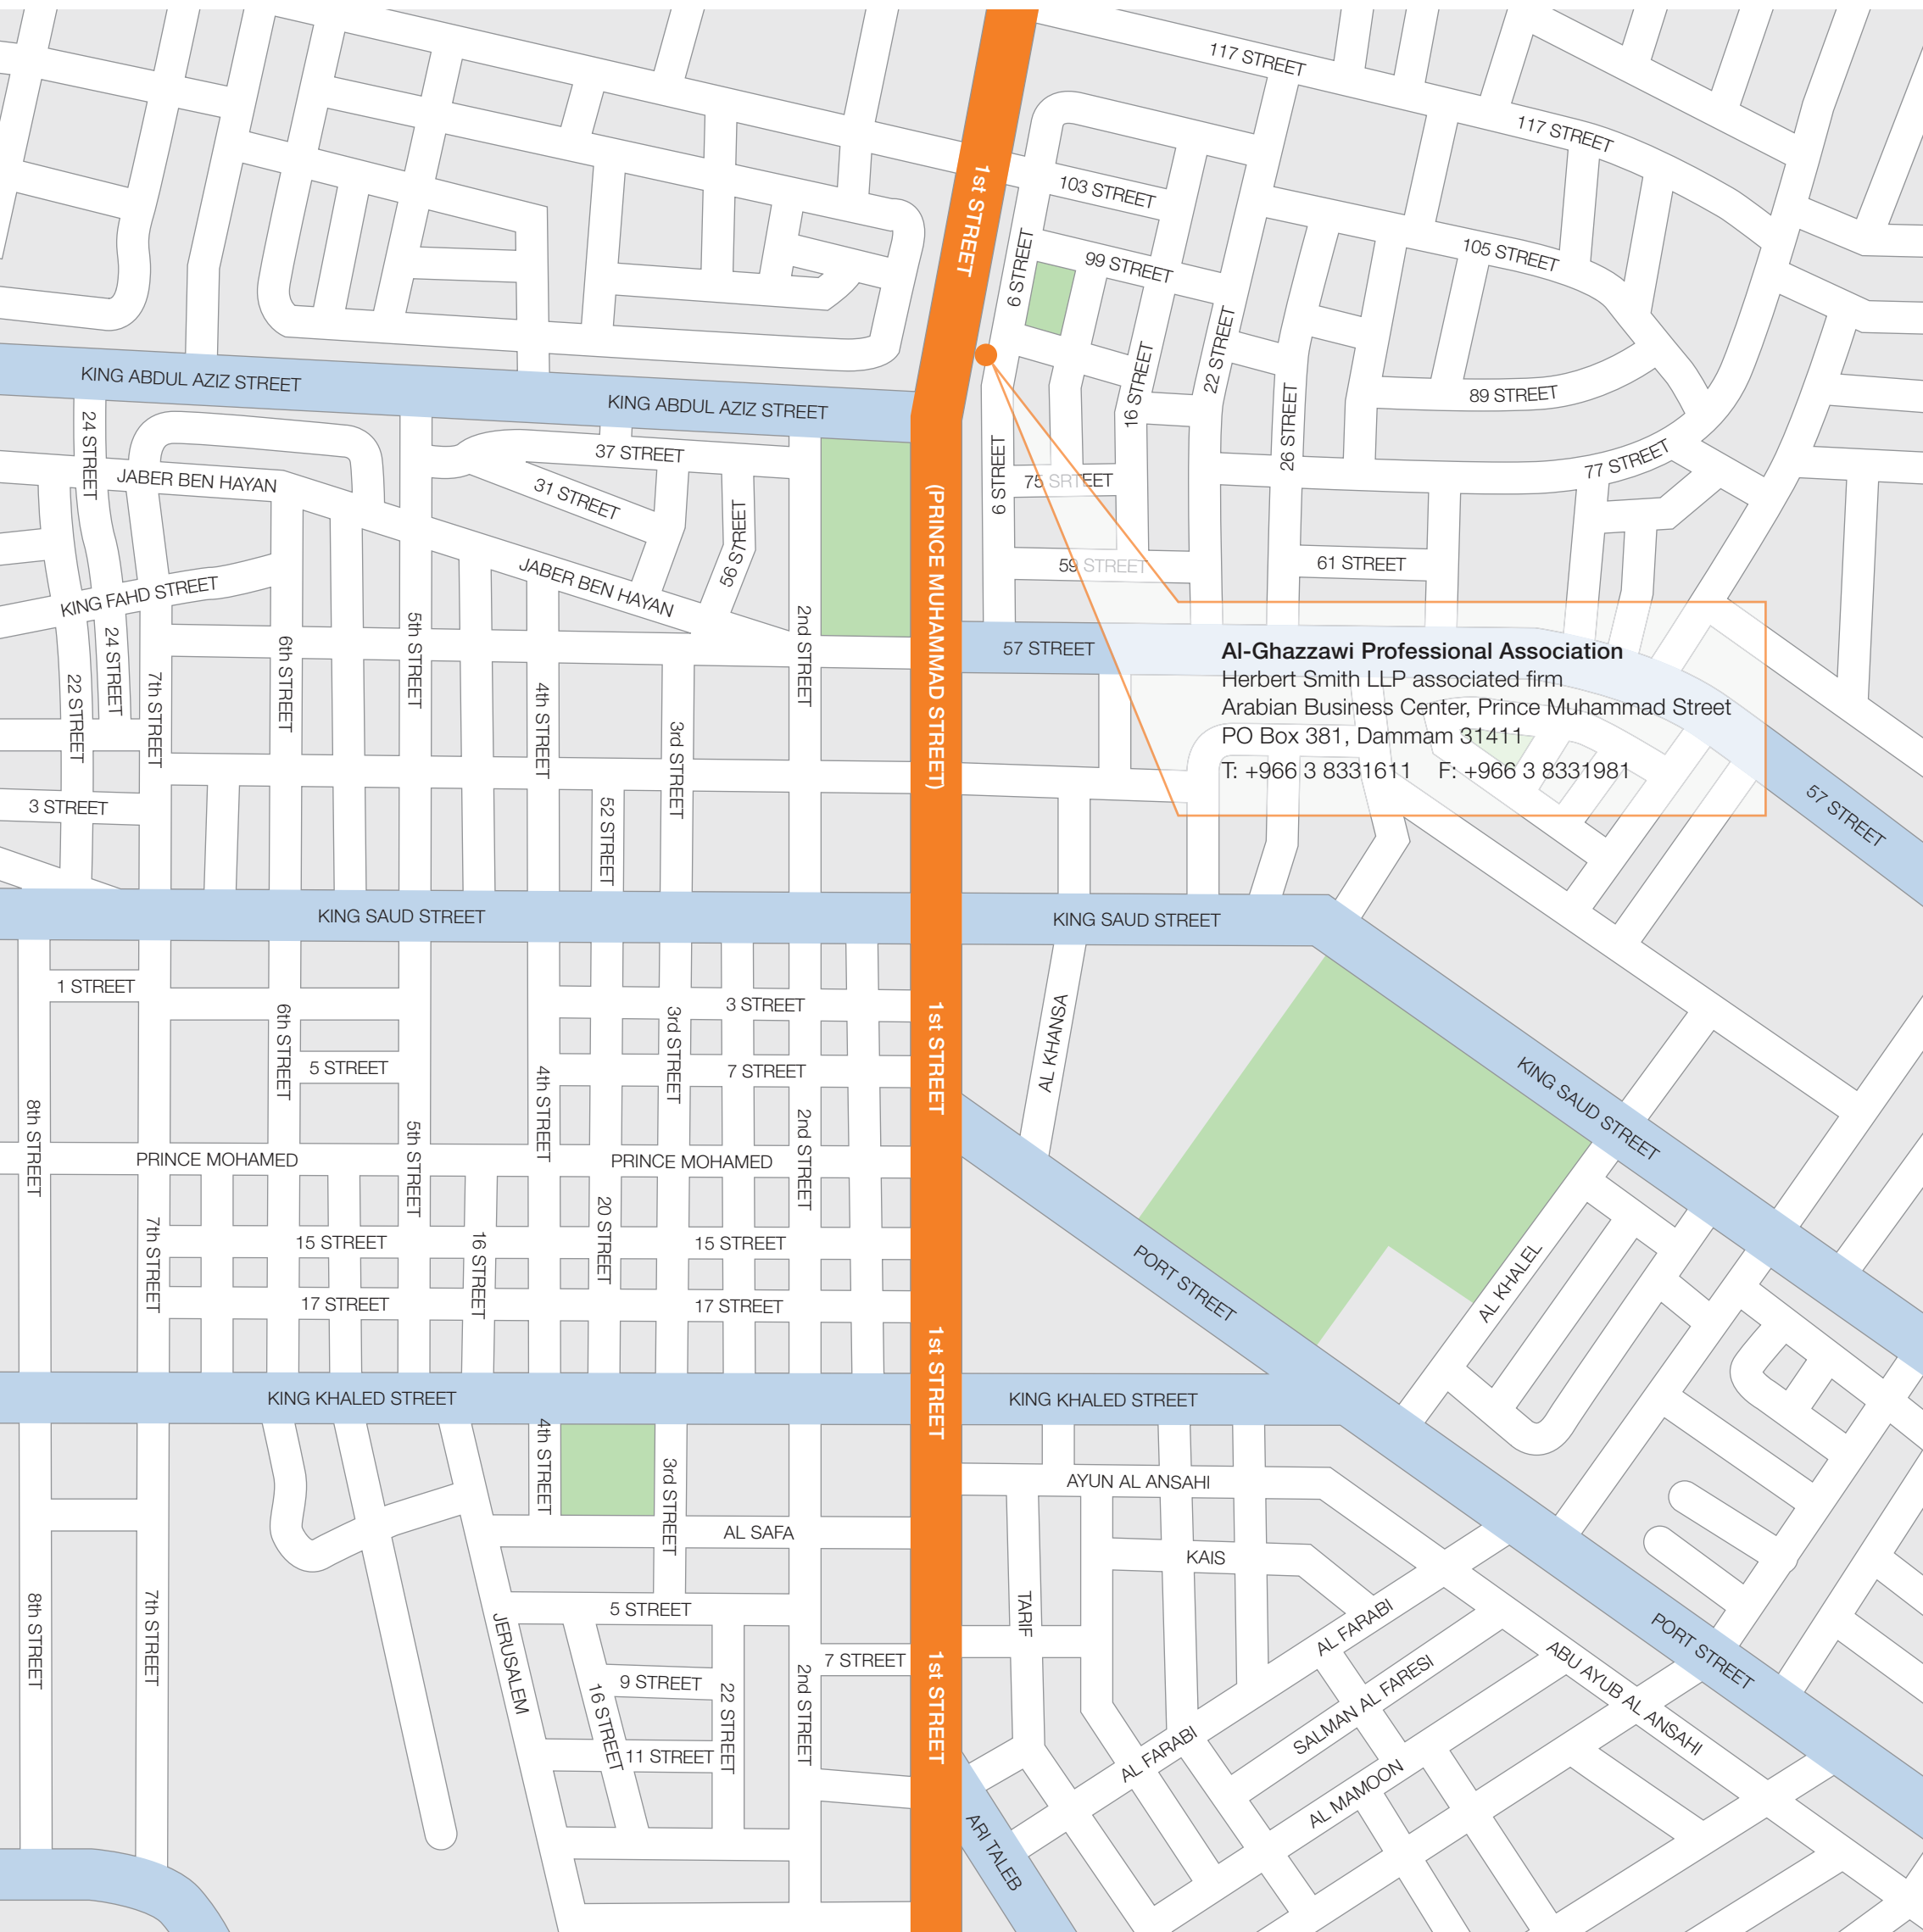 117 STREET
117 STREET
1st STREET
103 STREET
6 STREET
99 STREET
105 STREET
22 STREET
16 STREET
KING ABDUL AZIZ STREET
KING ABDUL AZIZ STREET
89 STREET
26 STREET
24 STREET
37 STREET
6 STREET
77 STREET
JABER BEN HAYAN
31 STREET
75 SRTEET
56 STREET
(PRINCE MUHAMMAD STREET)
59 STREET
61 STREET
JABER BEN HAYAN
KING FAHD STREET
24 STREET
22 STREET
7th STREET
6th STREET
5th STREET
4th STREET
3rd STREET
2nd STREET
57 STREET
Al-Ghazzawi Professional Association
Herbert Smith LLP associated firm
Arabian Business Center, Prince Muhammad Street
PO Box 381, Dammam 31411
T: +966 3 8331611 F: +966 3 8331981
57 STREET
3 STREET
52 STREET
KING SAUD STREET
KING SAUD STREET
1 STREET
3 STREET
6th STREET
3rd STREET
1st STREET
AL KHANSA
5 STREET
7 STREET
4th STREET
KING SAUD STREET
8th STREET
5th STREET
2nd STREET
PRINCE MOHAMED
PRINCE MOHAMED
7th STREET
15 STREET
16 STREET
20 STREET
15 STREET
PORT STREET
AL KHALEL
17 STREET
17 STREET
1st STREET
KING KHALED STREET
KING KHALED STREET
4th STREET
3rd STREET
AYUN AL ANSAHI
AL SAFA
KAIS
8th STREET
7th STREET
JERUSALEM
5 STREET
TARIF
AL FARABI
PORT STREET
7 STREET
1st STREET
9 STREET
16 STREET
22 STREET
2nd STREET
SALMAN AL FARESI
ABU AYUB AL ANSAHI
11 STREET
AL FARABI
AL MAMOON
ARI TALEB